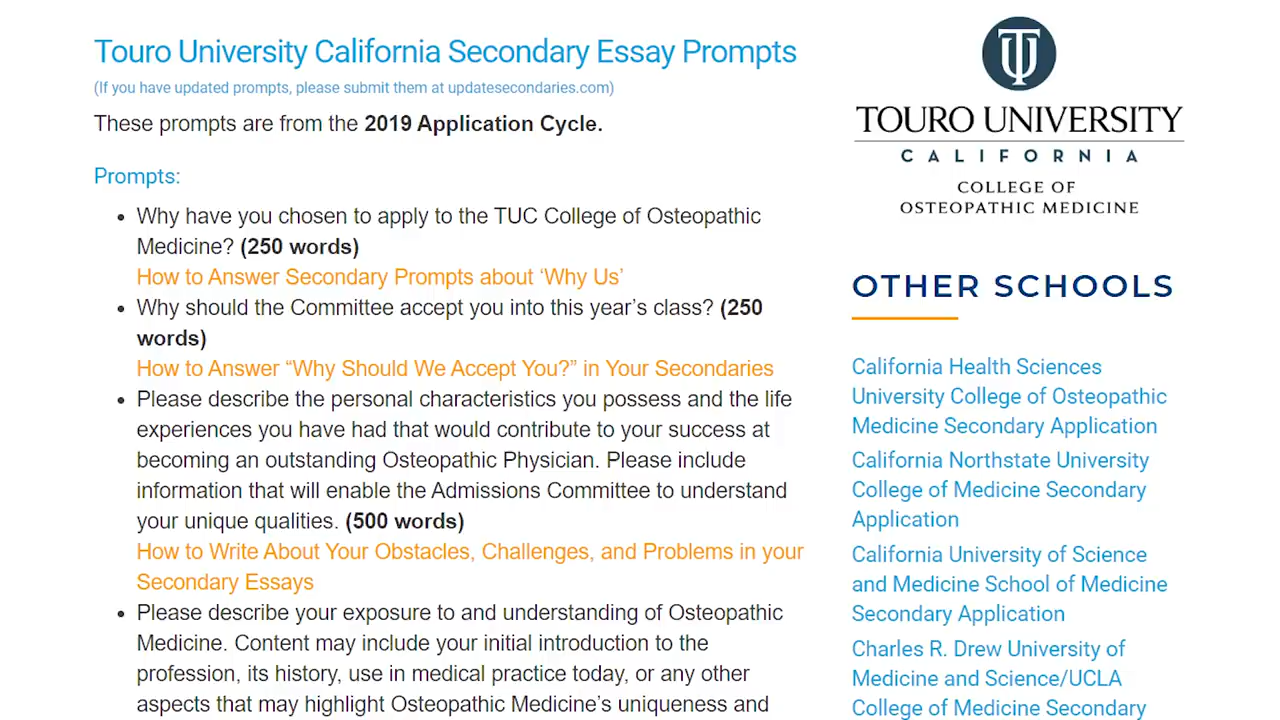 Touro University California Secondary Essay Prompts
(If you have updated prompts, please submit them at updatesecondaries.com)
These prompts are from the 2019 Application Cycle.
Prompts:
• Why have you chosen to apply to the TUC College of Osteopathic
Medicine? (250 words)
How to Answer Secondary Prompts about ‘Why Us’
• Why should the Committee accept you into this year’s class? (250
words)
How to Answer “Why Should We Accept You?” in Your Secondaries
• Please describe the personal characteristics you possess and the life
experiences you have had that would contribute to your success at
becoming an outstanding Osteopathic Physician. Please include
information that will enable the Admissions Committee to understand
your unique qualities. (500 words)
How to Write About Your Obstacles, Challenges, and Problems in your
Secondary Essays
• Please describe your exposure to and understanding of Osteopathic
Medicine. Content may include your initial introduction to the
profession, its history, use in medical practice today, or any other
aspects that may highlight Osteopathic Medicine’s uniqueness and
TOURO UNIVERSITY
CALIFORNIA
COLLEGE OF
OSTEOPATHIC MEDICINE
OTHER SCHOOLS
California Health Sciences
University College of Osteopathic
Medicine Secondary Application
California Northstate University
College of Medicine Secondary
Application
California University of Science
and Medicine School of Medicine
Secondary Application
Charles R. Drew University of
Medicine and Science/UCLA
College of Medicine Secondary